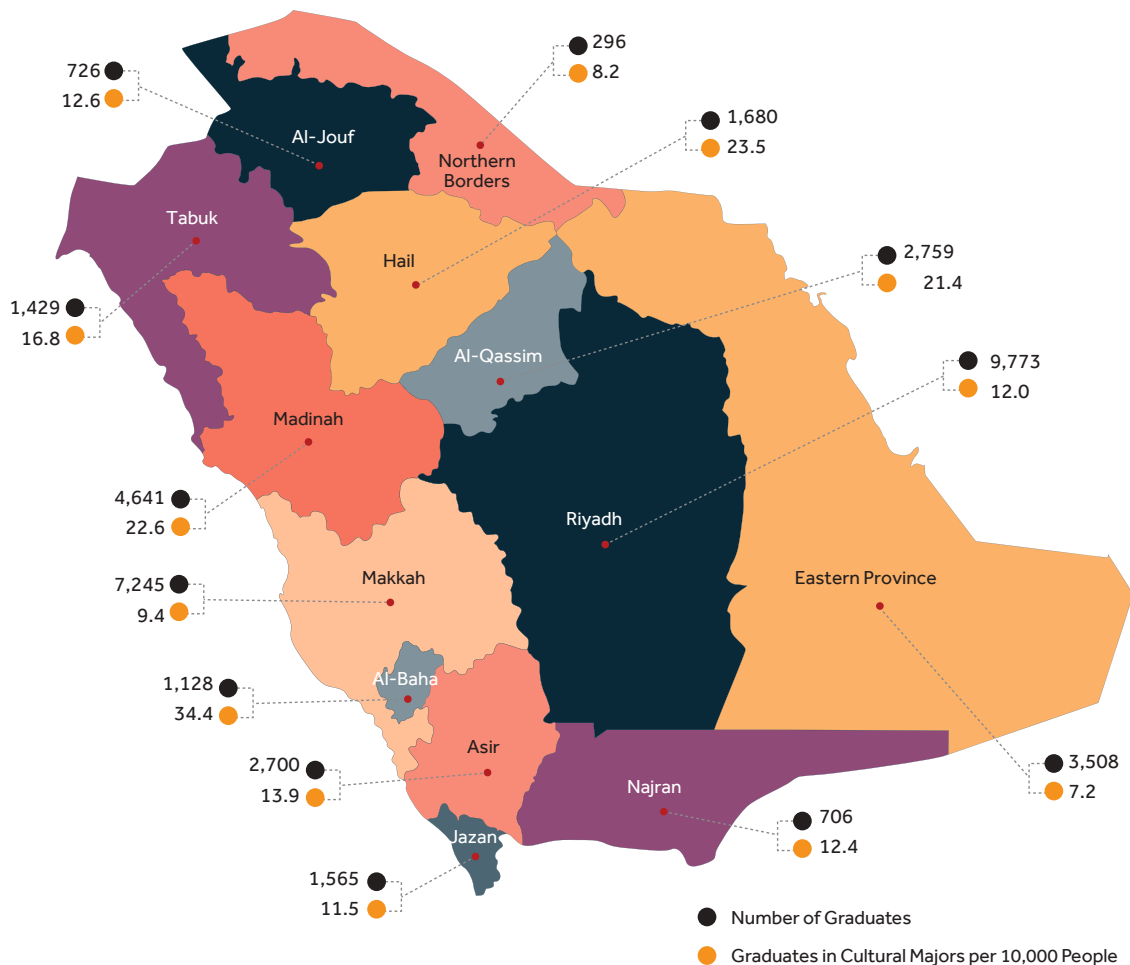 296
8.2
726
12.6
Al-Jouf
1,680
23.5
Northern
Borders
Tabuk
2,759
21.4
Hail
1,429
16.8
Al-Qassim
9,773
12.0
Madinah
4,641
22.6
Riyadh
Makkah
7,245
9.4
Eastern Province
Al-Baha
1,128
34.4
Asir
2,700
13.9
3,508
7.2
Najran
706
12.4
Jazan
1,565
11.5
Number of Graduates
Graduates in Cultural Majors per 10,000 People